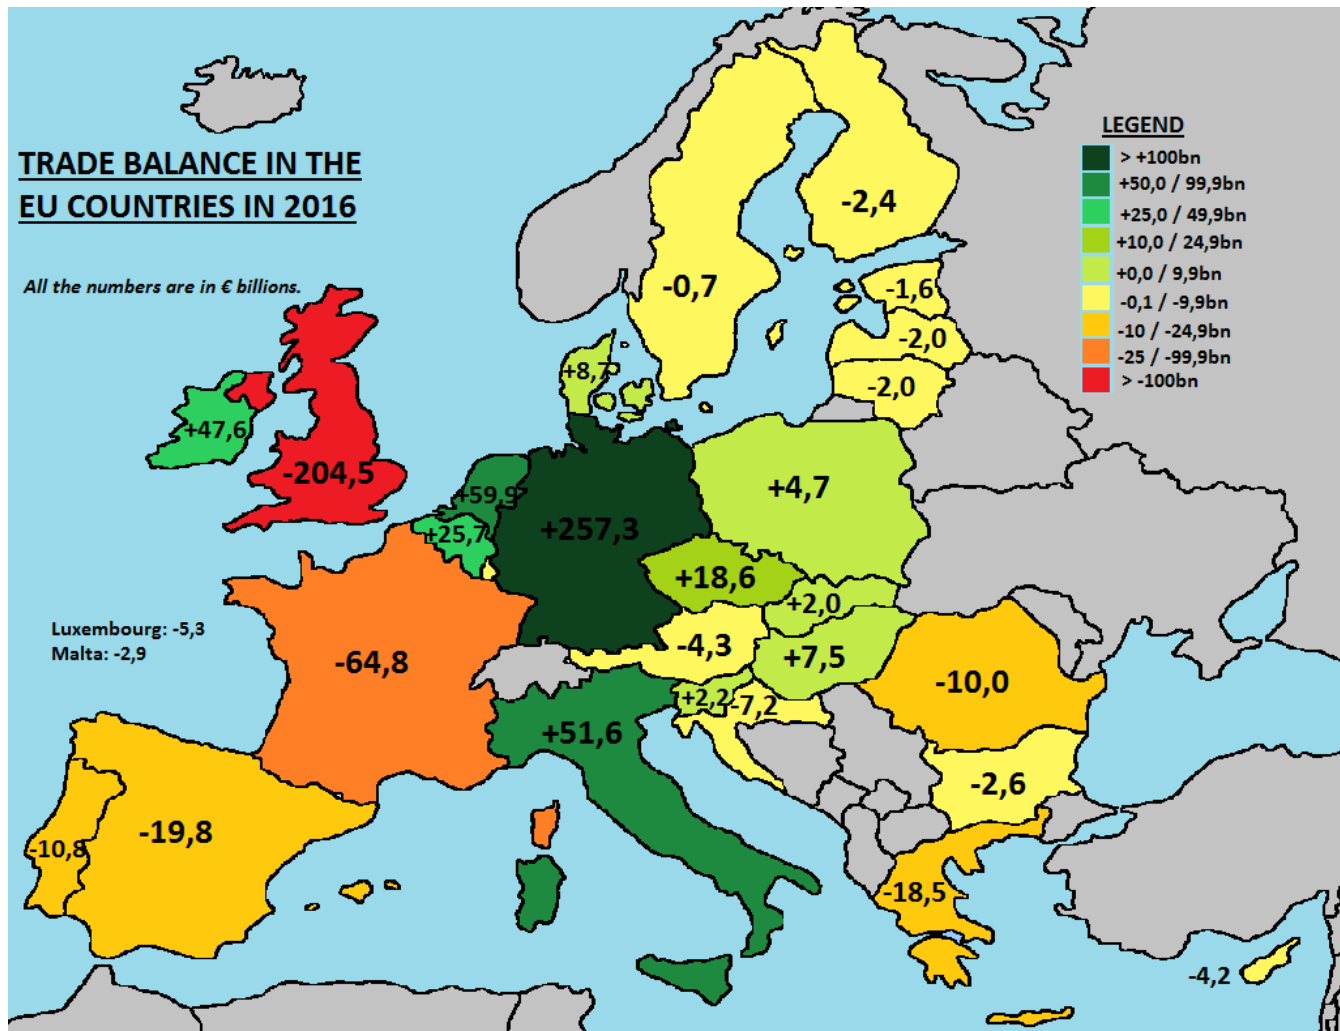 TRADE BALANCE IN THE
EU COUNTRIES IN 2016
All the numbers are in € billions.
LEGEND
> +100bn
+50,0 / 99,9bn
+25,0 / 49,9bn
+10,0 / 24,9bn
+0,0 / 9,9bn
-0,1 / -9,9bn
-10 / -24,9bn
-25 / -99,9bn
> -100bn
-2,4
-0,7
-1,6
-2,0
-2,0
+8,7
+47,6
-204,5
+59,9
+25,7
+257,3
+4,7
+18,6
+2,0
Luxembourg: -5,3
Malta: -2,9
-64,8
-4,3
+7,5
-10,0
+2,2
-7,2
+51,6
-2,6
-19,8
-10,8
-18,5
-4,2